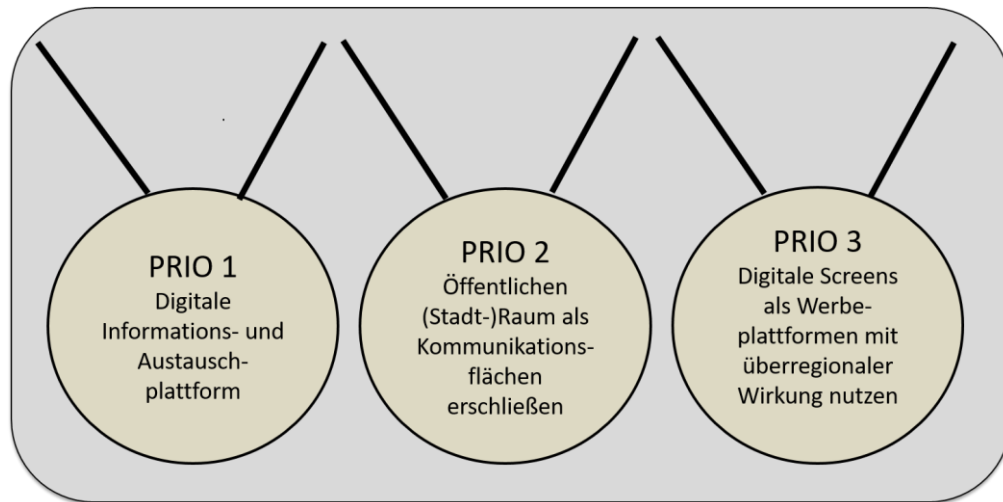 PRIO 1
Digitale
Informations- und
Austausch-
plattform
PRIO 2
Öffentlichen
(Stadt-)Raum als
Kommunikations-
flächen
erschließen
PRIO 3
Digitale Screens
als Werbe-
plattformen mit
überregionaler
Wirkung nutzen